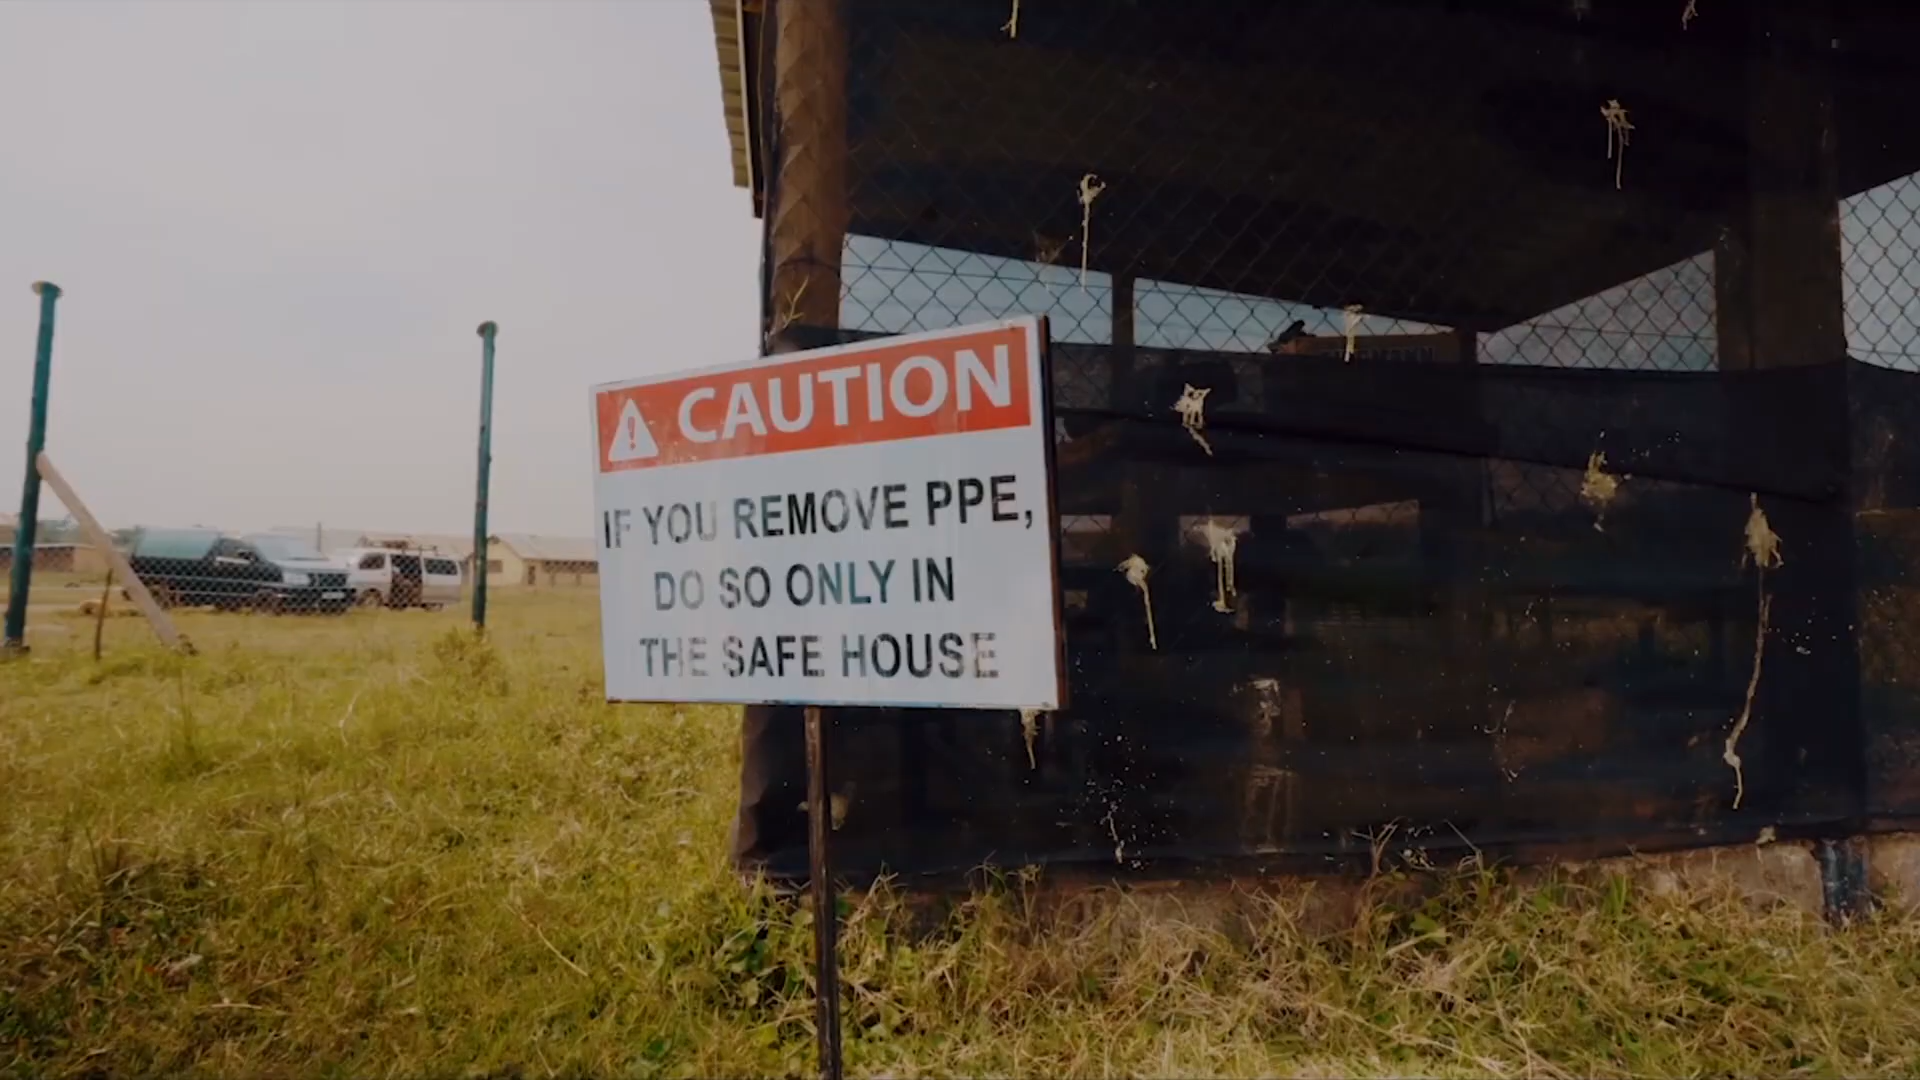 CAUTION
IF YOU REMOVE PPE,
DO SO ONLY IN
THE SAFE HOUSE